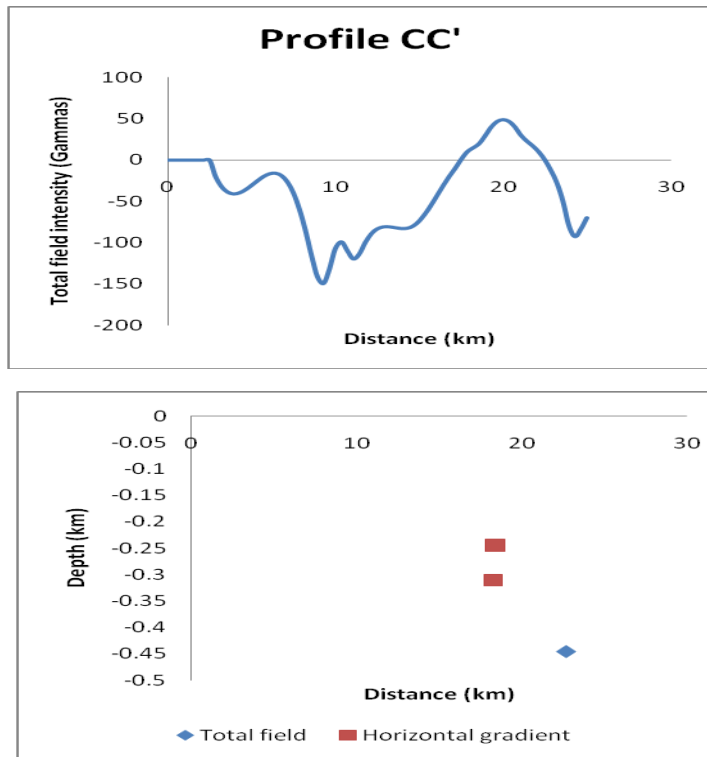 Profile CC'
Total field intensity (Gammas)
100
50
0
-50
-100
-150
-200
0 10 20 30
Distance (km)
Depth (km)
0
-0.05
-0.1
-0.15
-0.2
-0.25
-0.3
-0.35
-0.4
-0.45
-0.5
0 10 20 30
Distance (km)
Total field Horizontal gradient